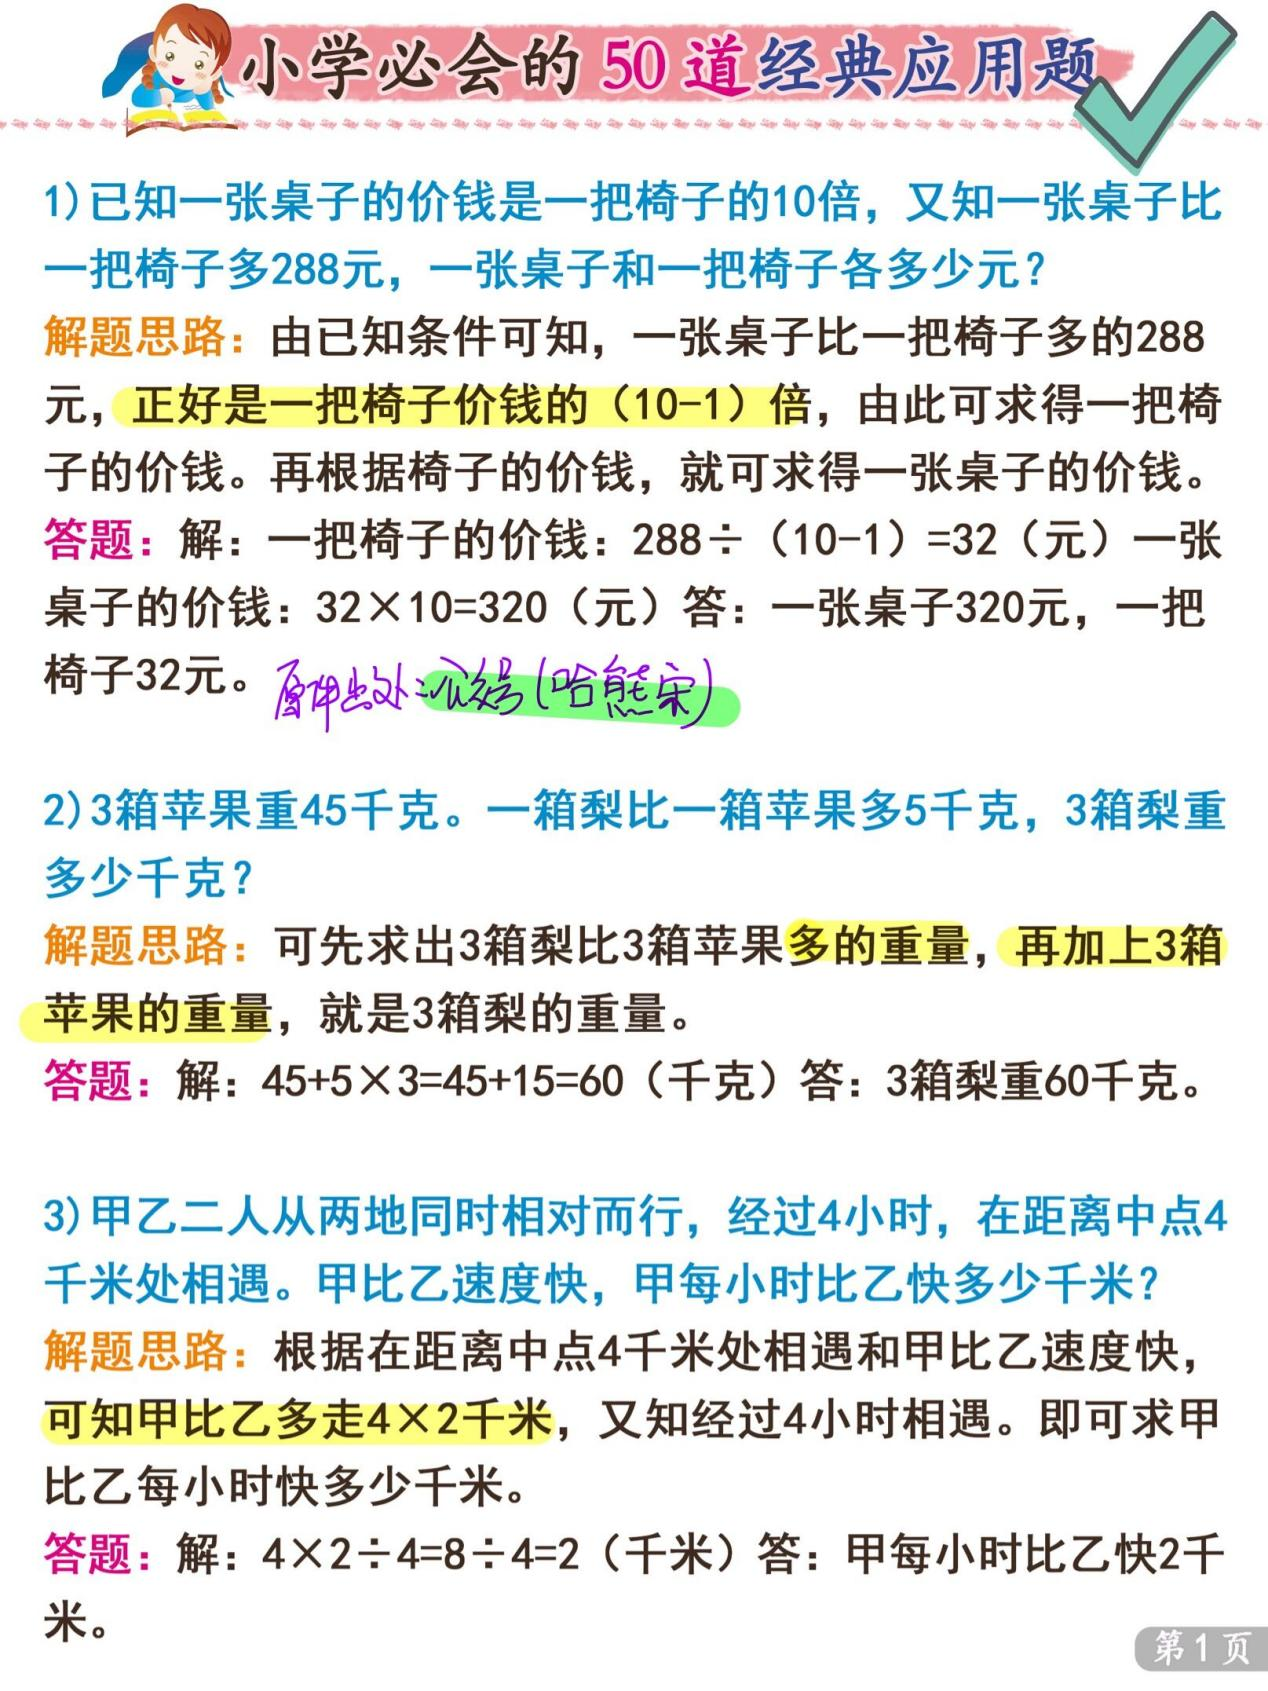 小学必会的50道经典应用题
1)已知一张桌子的价钱是一把椅子的10倍，又知一张桌子比
一把椅子多288元，一张桌子和一把椅子各多少元？
解题思路：由已知条件可知，一张桌子比一把椅子多的288
元，正好是一把椅子价钱的（10-1）倍，由此可求得一把椅
子的价钱。再根据椅子的价钱，就可求得一张桌子的价钱。
答题：解：一把椅子的价钱：288÷（10-1）=32（元）一张
桌子的价钱：32×10=320（元）答：一张桌子320元，一把
椅子32元。
原件出处：公众号(哈熊宋)
2)3箱苹果重45千克。一箱梨比一箱苹果多5千克，3箱梨重
多少千克？
解题思路：可先求出3箱梨比3箱苹果多的重量，再加上3箱
苹果的重量，就是3箱梨的重量。
答题：解：45+5×3=45+15=60（千克）答：3箱梨重60千克。
3)甲乙二人从两地同时相对而行，经过4小时，在距离中点4
千米处相遇。甲比乙速度快，甲每小时比乙快多少千米？
解题思路：根据在距离中点4千米处相遇和甲比乙速度快，
可知甲比乙多走4×2千米，又知经过4小时相遇。即可求甲
比乙每小时快多少千米。
答题：解：4×2÷4=8÷4=2（千米）答：甲每小时比乙快2千
米。
第1页